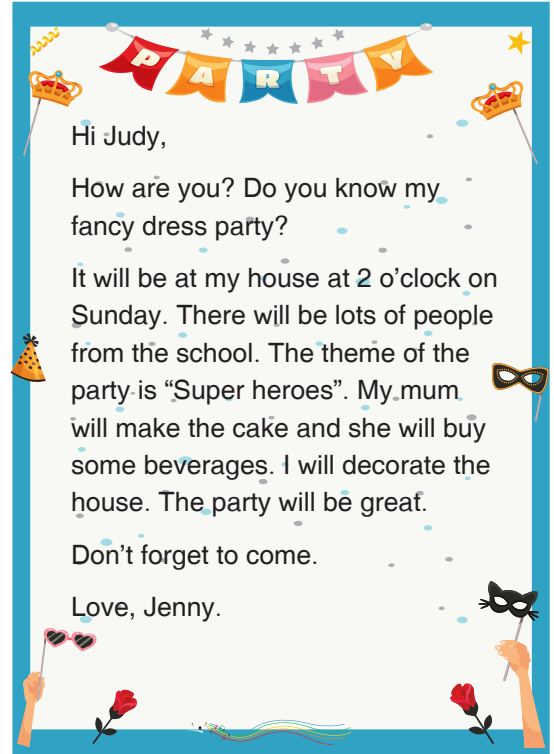 PARTY
Hi Judy,
How are you? Do you know my
fancy dress party?
It will be at my house at 2 o’clock on
Sunday. There will be lots of people
from the school. The theme of the
party is “Super heroes”. My mum
will make the cake and she will buy
some beverages. I will decorate the
house. The party will be great.
Don’t forget to come.
Love, Jenny.